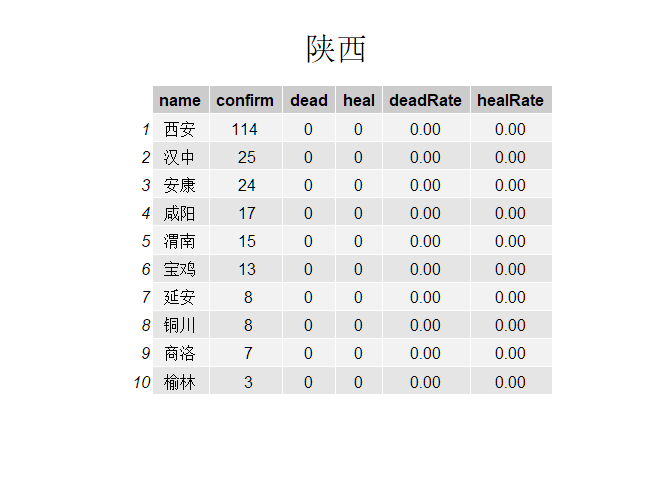 陕西
name confirm dead heal deadRate healRate
1 西安 114 0 0 0.00 0.00
2 汉中 25 0 0 0.00 0.00
3 安康 24 0 0 0.00 0.00
4 咸阳 17 0 0 0.00 0.00
5 渭南 15 0 0 0.00 0.00
6 宝鸡 13 0 0 0.00 0.00
7 延安 8 0 0 0.00 0.00
8 铜川 8 0 0 0.00 0.00
9 商洛 7 0 0 0.00 0.00
10 榆林 3 0 0 0.00 0.00